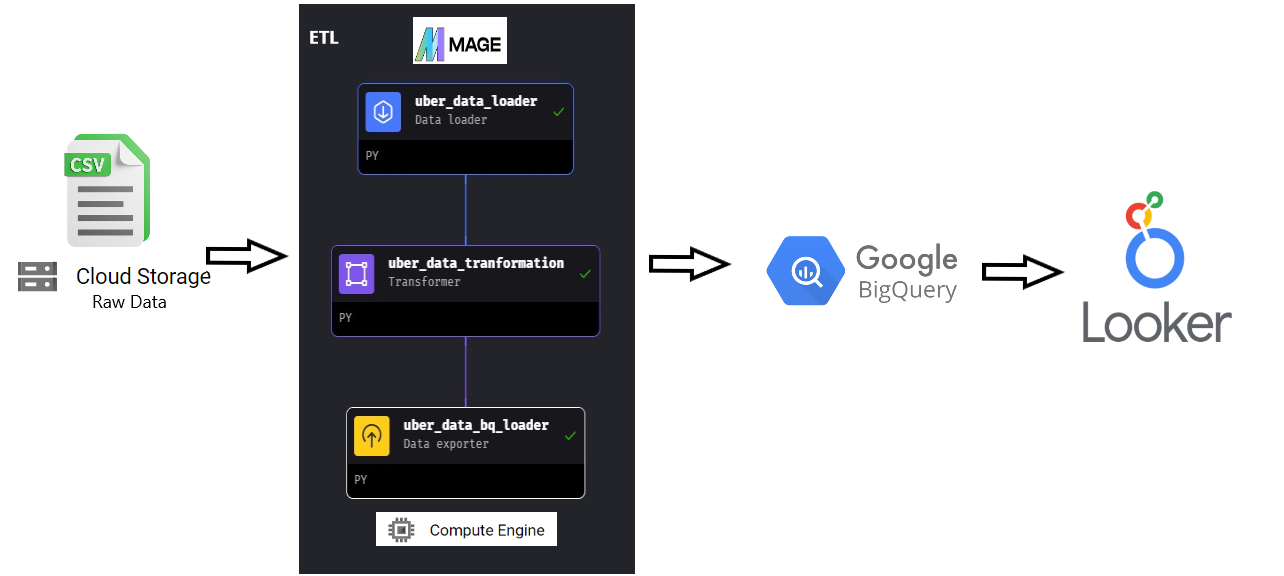 CSV
Cloud Storage
Raw Data
ETL
MAGE
uber_data_loader
Data loader
PY
uber_data_tranformation
Transformer
PY
uber_data_bq_loader
Data exporter
PY
Compute Engine
Google
BigQuery
Looker